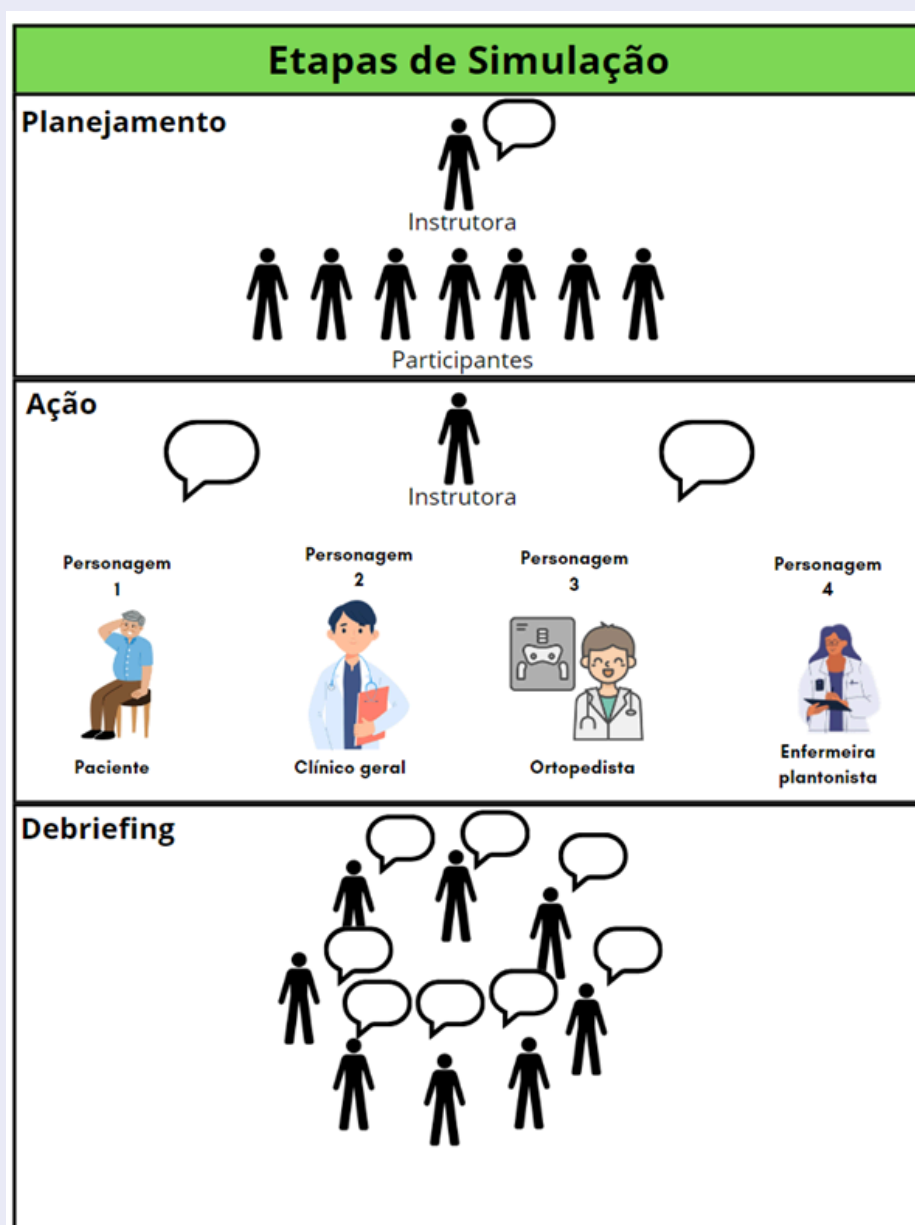 Etapas de Simulação
Planejamento
Instrutora
Participantes
Ação
Instrutora
Personagem
1
Personagem
2
Personagem
3
Personagem
4
Paciente
Clínico geral
Ortopedista
Enfermeira
plantonista
Debriefing